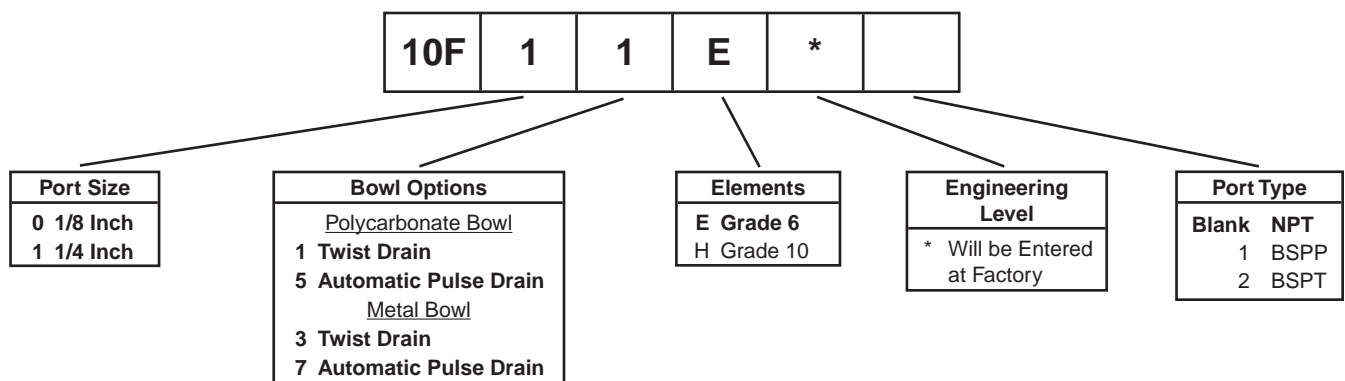 10F 1 1 E *
Port Size
0 1/8 Inch
1 1/4 Inch
Bowl Options
Polycarbonate Bowl
1 Twist Drain
5 Automatic Pulse Drain
Metal Bowl
3 Twist Drain
7 Automatic Pulse Drain
Elements
E Grade 6
H Grade 10
Engineering
Level
* Will be Entered
at Factory
Port Type
Blank NPT
1 BSPP
2 BSPT